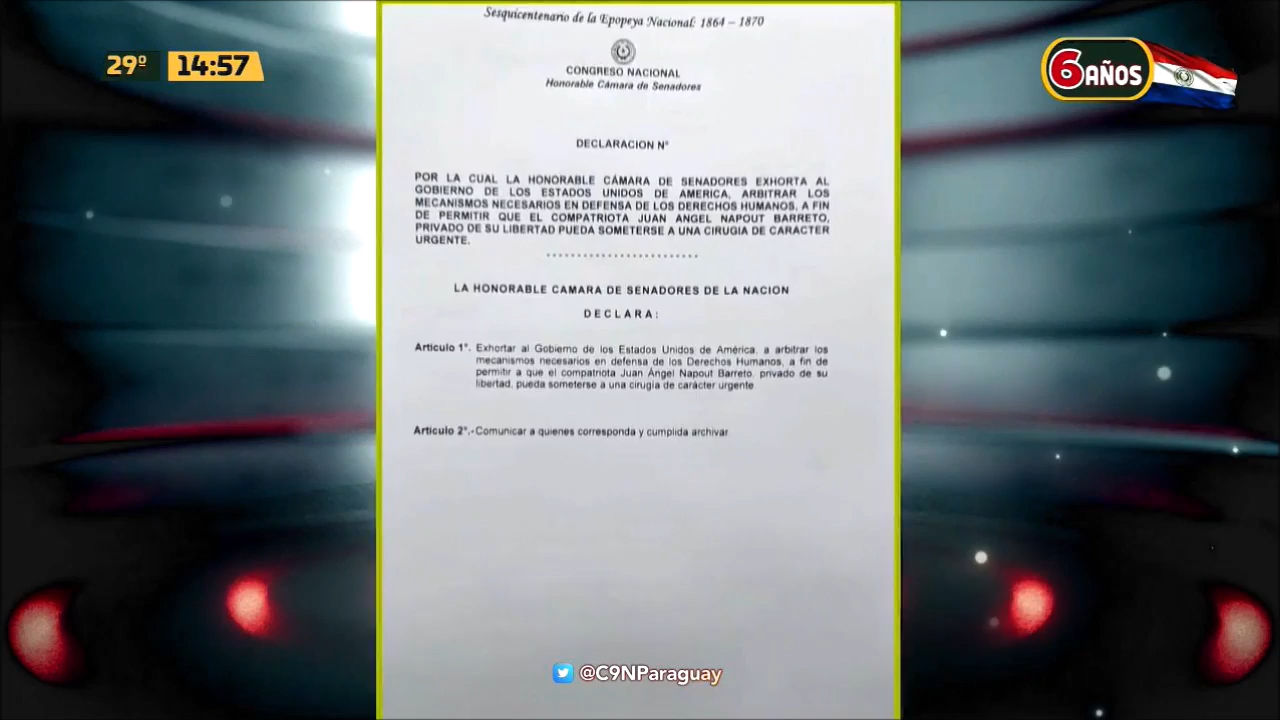 29º 14:57
6 AÑOS
Sesquicentenario de la Epopeya Nacional: 1864 – 1870
CONGRESO NACIONAL
Honorable Cámara de Senadores
DECLARACION N°
POR LA CUAL LA HONORABLE CÁMARA DE SENADORES EXHORTA AL
GOBIERNO DE LOS ESTADOS UNIDOS DE AMERICA, ARBITRAR LOS
MECANISMOS NECESARIOS EN DEFENSA DE LOS DERECHOS HUMANOS, A FIN
DE PERMITIR QUE EL COMPATRIOTA JUAN ANGEL NAPOUT BARRETO,
PRIVADO DE SU LIBERTAD PUEDA SOMETERSE A UNA CIRUGIA DE CARÁCTER
URGENTE.
LA HONORABLE CAMARA DE SENADORES DE LA NACION
D E C L A R A :
Artículo 1°. Exhortar al Gobierno de los Estados Unidos de América, a arbitrar los
mecanismos necesarios en defensa de los Derechos Humanos, a fin de
permitir a que el compatriota Juan Ángel Napout Barreto, privado de su
libertad, pueda someterse a una cirugia de carácter urgente
Artículo 2°.-Comunicar a quienes corresponda y cumplida archivar
@C9NParaguay